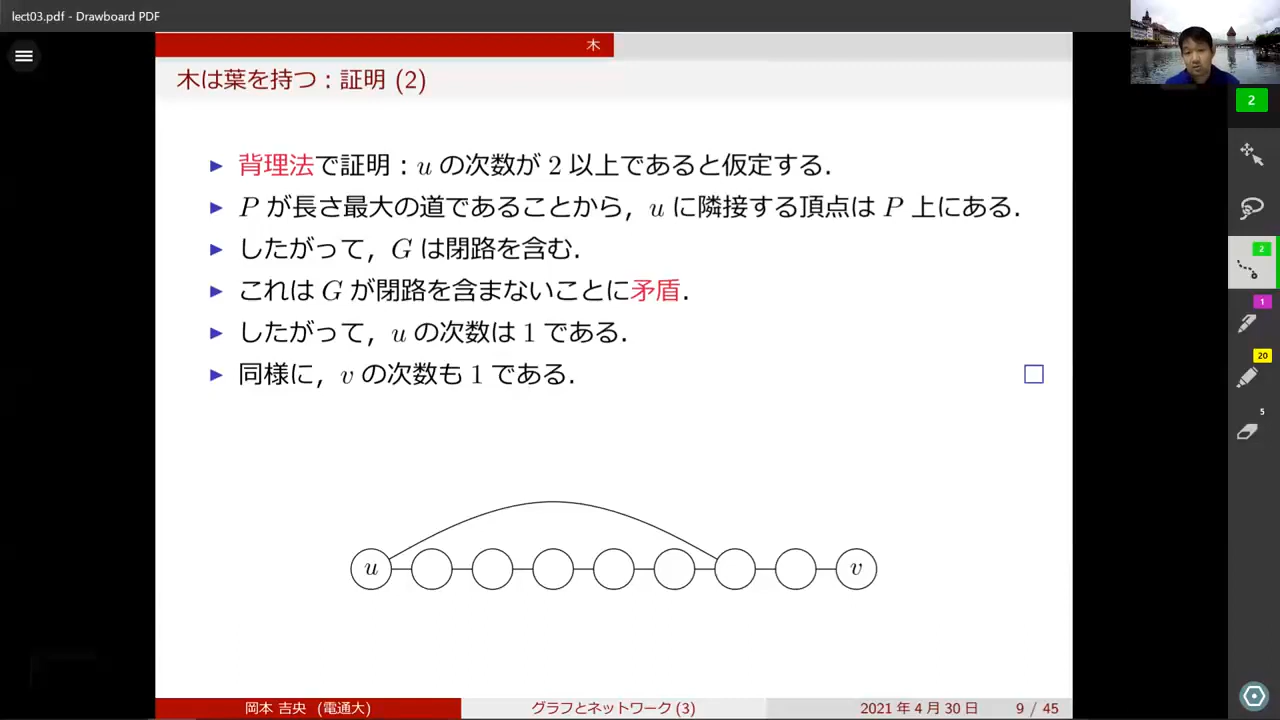 lect03.pdf - Drawboard PDF
木
木は葉を持つ：証明 (2)
2
▶ 背理法で証明：u の次数が 2 以上であると仮定する．
▶ P が長さ最大の道であることから，u に隣接する頂点は P 上にある．
▶ したがって，G は閉路を含む．
2
▶ これは G が閉路を含まないことに矛盾．
1
▶ したがって，u の次数は 1 である．
20
▶ 同様に，v の次数も 1 である． □
5
u v
岡本 吉央 (電通大) グラフとネットワーク (3) 2021 年 4 月 30 日 9 / 45